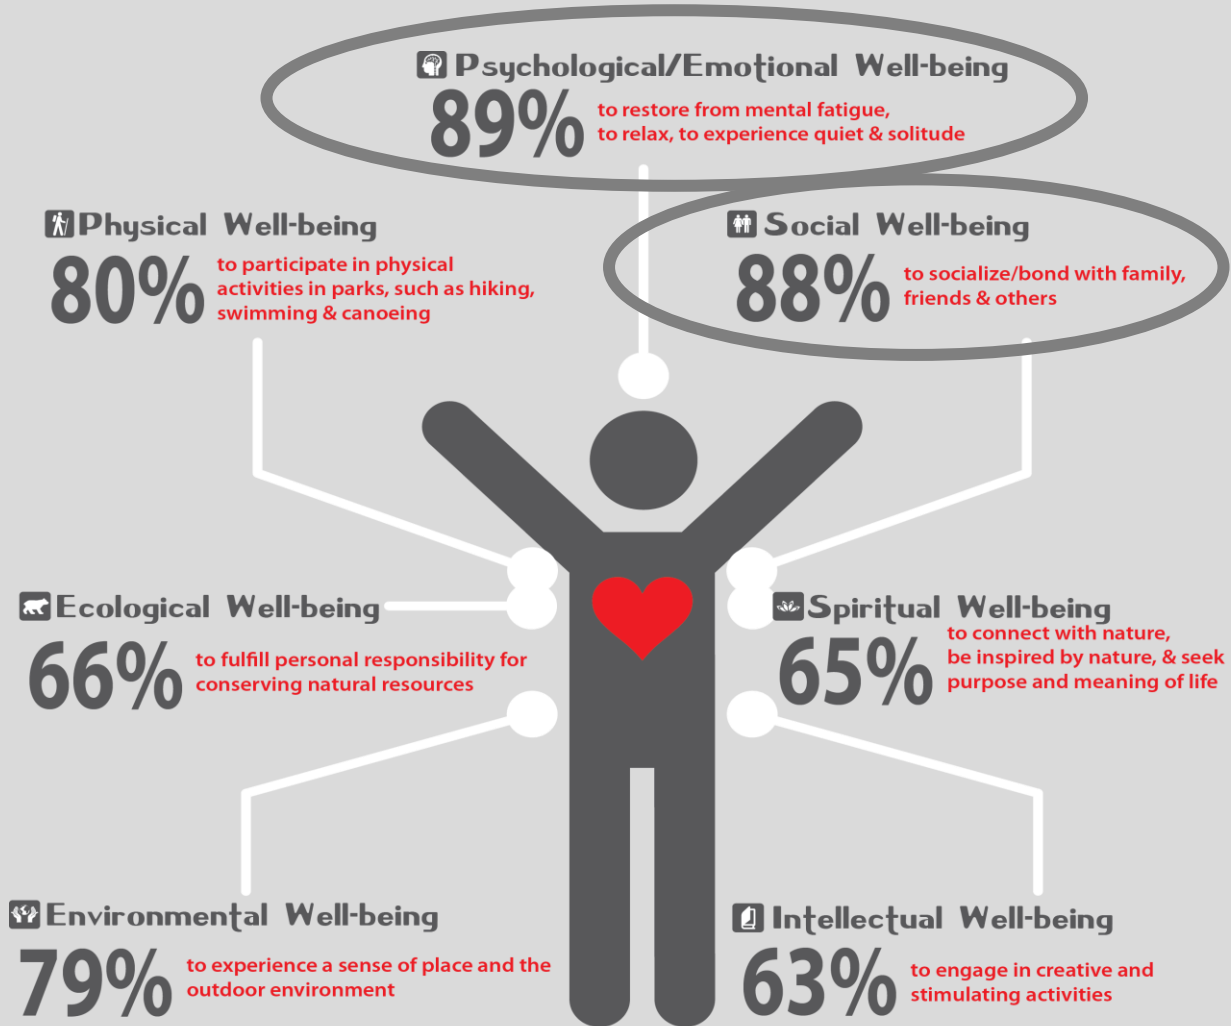 Psychological/Emotional Well-being
89%
to restore from mental fatigue,
to relax, to experience quiet & solitude
Physical Well-being
80%
to participate in physical
activities in parks, such as hiking,
swimming & canoeing
Social Well-being
88%
to socialize/bond with family,
friends & others
Ecological Well-being
66%
to fulfill personal responsibility for
conserving natural resources
Spiritual Well-being
65%
to connect with nature,
be inspired by nature, & seek
purpose and meaning of life
Environmental Well-being
79%
to experience a sense of place and the
outdoor environment
Intellectual Well-being
63%
to engage in creative and
stimulating activities